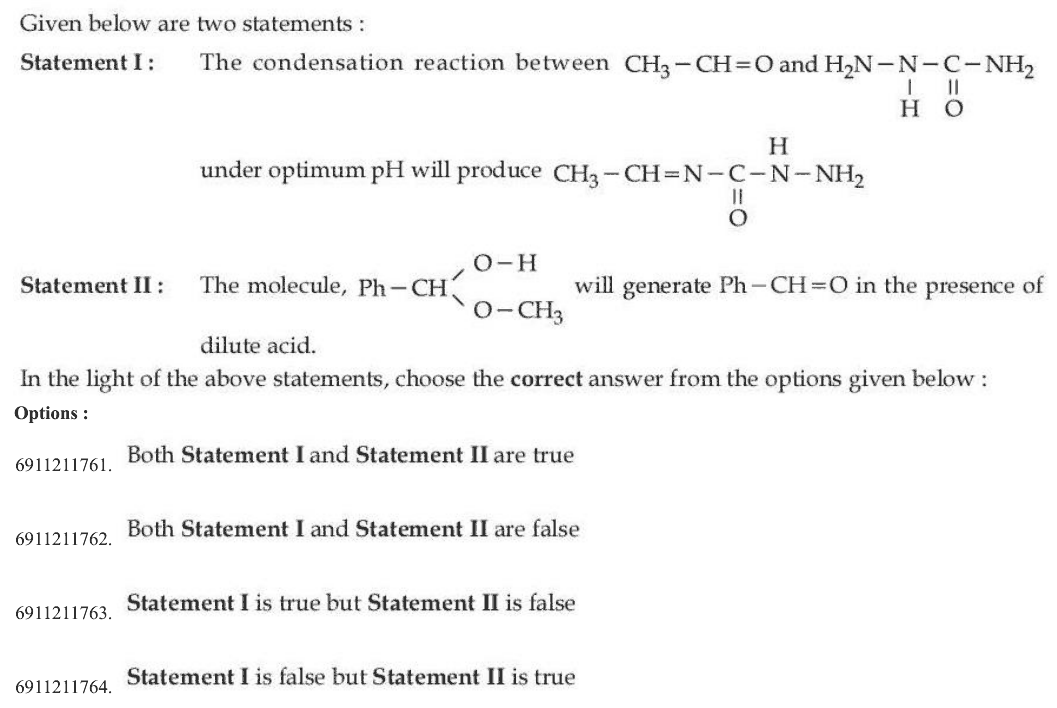 Given below are two statements :
Statement I : The condensation reaction between CH₃−CH=O and H₂N−N−C−NH₂
| ||
H O
H
under optimum pH will produce CH₃−CH=N−C−N−NH₂
||
O
O−H
Statement II : The molecule, Ph−CH will generate Ph−CH=O in the presence of
O−CH₃
dilute acid.
In the light of the above statements, choose the correct answer from the options given below :
Options :
6911211761. Both Statement I and Statement II are true
6911211762. Both Statement I and Statement II are false
6911211763. Statement I is true but Statement II is false
6911211764. Statement I is false but Statement II is true